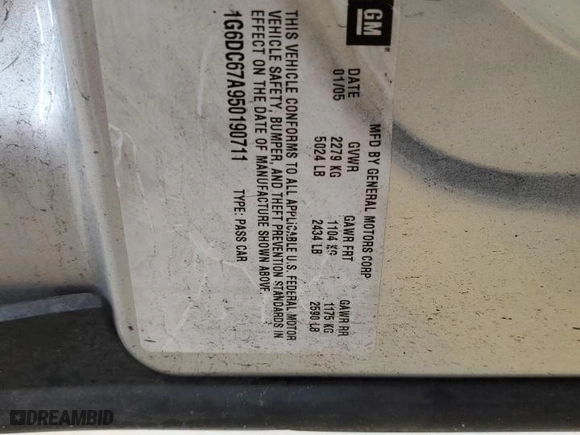 GM
MFD BY GENERAL MOTORS CORP
DATE GVWR GAWR FRT GAWR RR
01/05 2279 KG 1104 KG 1175 KG
5024 LB 2434 LB 2590 LB
THIS VEHICLE CONFORMS TO ALL APPLICABLE U.S. FEDERAL MOTOR
VEHICLE SAFETY, BUMPER, AND THEFT PREVENTION STANDARDS IN
EFFECT ON THE DATE OF MANUFACTURE SHOWN ABOVE.
1G6DC67A950190711 TYPE: PASS CAR
DREAMBID